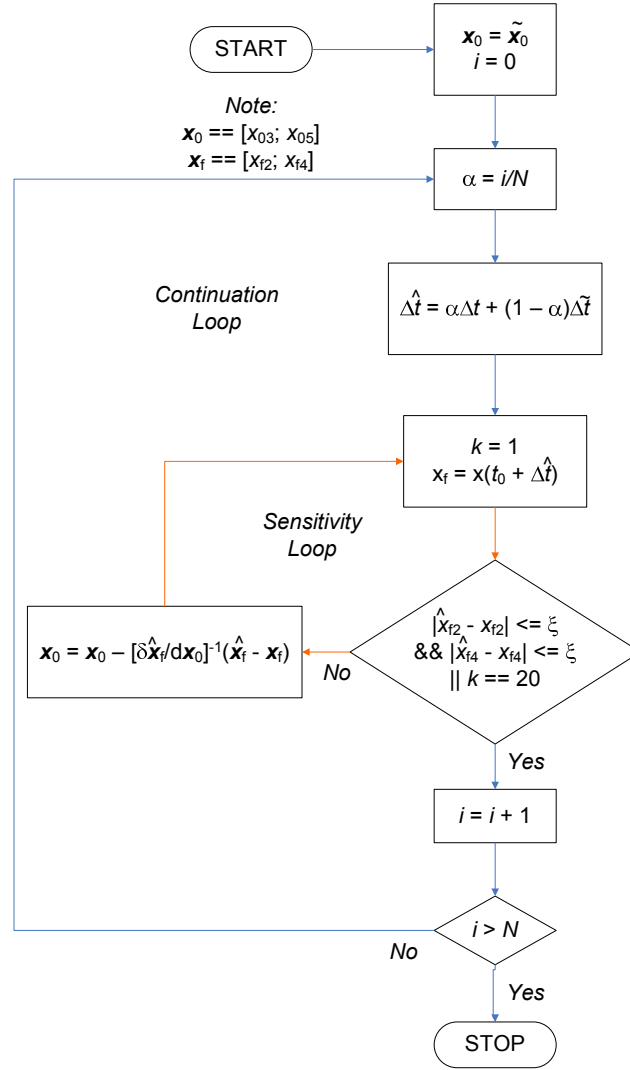 START
𝐱₀ = 𝐱̃₀
i = 0
Note:
𝐱₀ == [x₀₃; x₀₅]
𝐱f == [xf2; xf4]
α = i/N
Continuation
Loop
Δt̂ = αΔt + (1 – α)Δt̃
k = 1
xf = x(t₀ + Δt̂)
Sensitivity
Loop
|x̂f2 - xf2| <= ξ
&& |x̂f4 - xf4| <= ξ
|| k == 20
𝐱₀ = 𝐱₀ – [δ𝐱̂f/d𝐱₀]⁻¹(𝐱̂f - 𝐱f)
No
Yes
i = i + 1
i > N
No
Yes
STOP